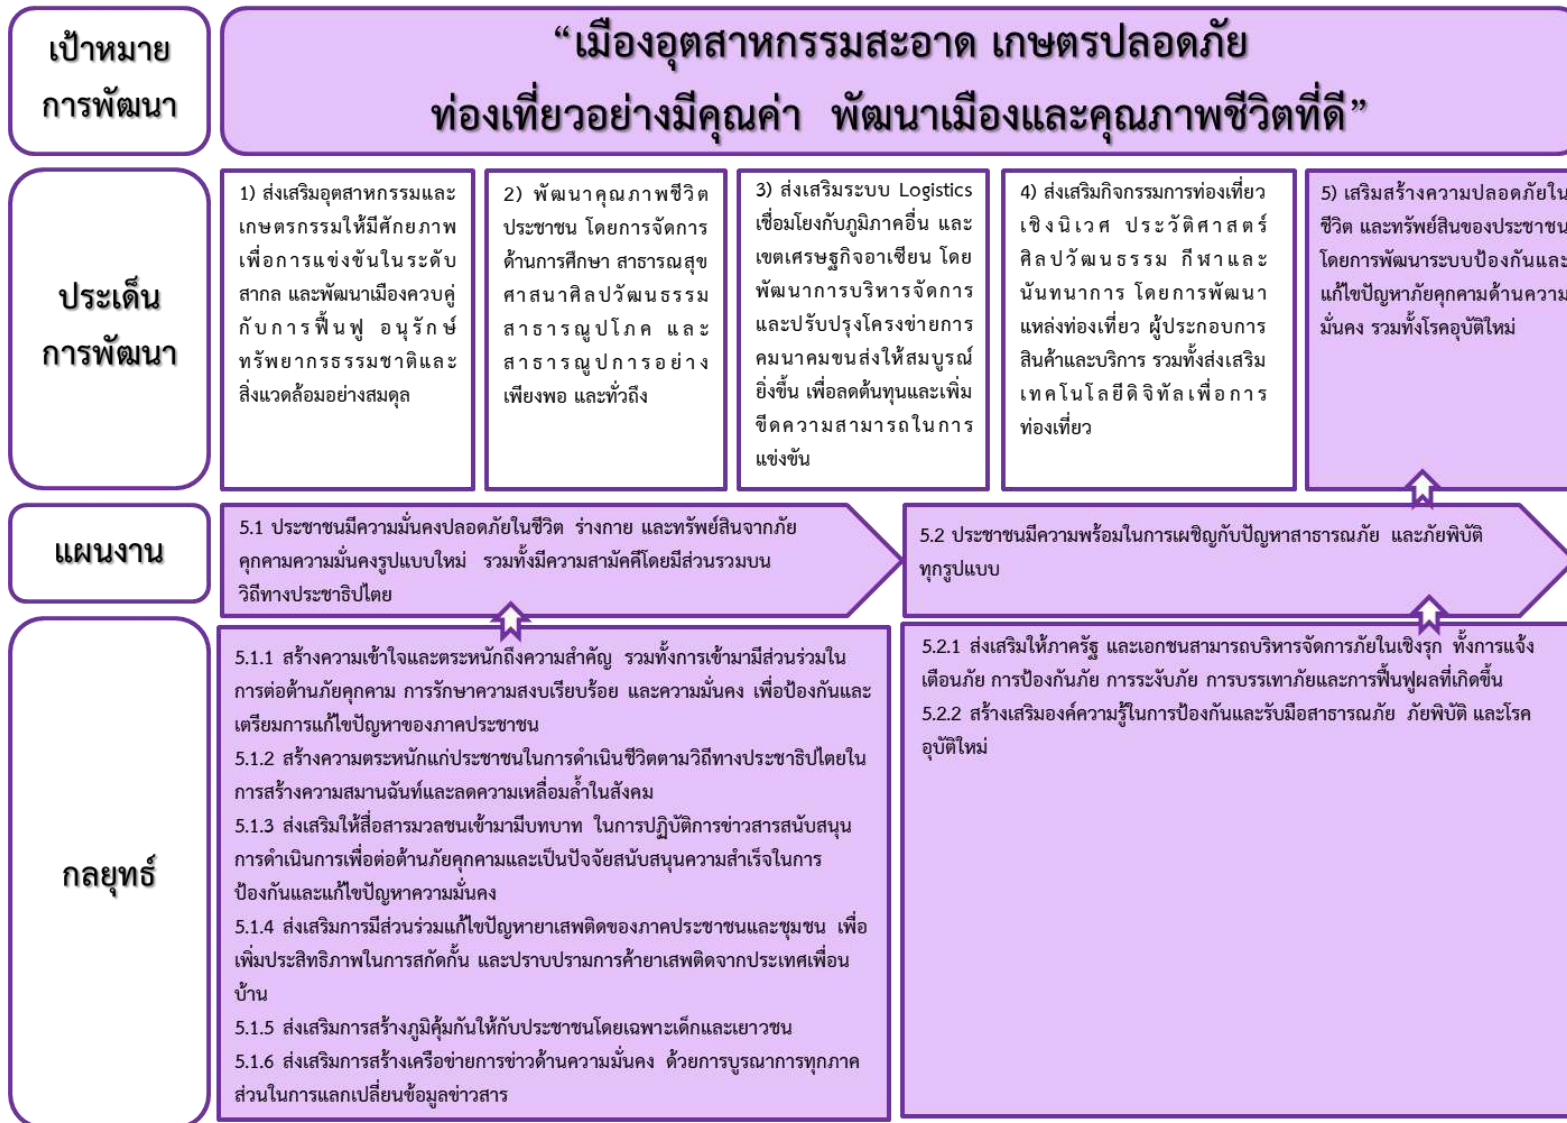 เป้าหมาย
การพัฒนา
“เมืองอุตสาหกรรมสะอาด เกษตรปลอดภัย
ท่องเที่ยวอย่างมีคุณค่า พัฒนาเมืองและคุณภาพชีวิตที่ดี”
ประเด็น
การพัฒนา
1) ส่งเสริมอุตสาหกรรมและ
เกษตรกรรมให้มีศักยภาพ
เพื่อการแข่งขันในระดับ
สากล และพัฒนาเมืองควบคู่
กับการฟื้นฟู อนุรักษ์
ทรัพยากรธรรมชาติและ
สิ่งแวดล้อมอย่างสมดุล
2) พัฒนาคุณภาพชีวิต
ประชาชน โดยการจัดการ
ด้านการศึกษา สาธารณสุข
ศาสนาศิลปวัฒนธรรม
สาธารณูปโภค และ
สาธารณูปการอย่าง
เพียงพอ และทั่วถึง
3) ส่งเสริมระบบ Logistics
เชื่อมโยงกับภูมิภาคอื่น และ
เขตเศรษฐกิจอาเซียน โดย
พัฒนาการบริหารจัดการ
และปรับปรุงโครงข่ายการ
คมนาคมขนส่งให้สมบูรณ์
ยิ่งขึ้น เพื่อลดต้นทุนและเพิ่ม
ขีดความสามารถในการ
แข่งขัน
4) ส่งเสริมกิจกรรมการท่องเที่ยว
เชิงนิเวศ ประวัติศาสตร์
ศิลปวัฒนธรรม กีฬาและ
นันทนาการ โดยการพัฒนา
แหล่งท่องเที่ยว ผู้ประกอบการ
สินค้าและบริการ รวมทั้งส่งเสริม
เทคโนโลยีดิจิทัลเพื่อการ
ท่องเที่ยว
5) เสริมสร้างความปลอดภัยใน
ชีวิต และทรัพย์สินของประชาชน
โดยการพัฒนาระบบป้องกันและ
แก้ไขปัญหาภัยคุกคามด้านความ
มั่นคง รวมทั้งโรคอุบัติใหม่
แผนงาน
5.1 ประชาชนมีความมั่นคงปลอดภัยในชีวิต ร่างกาย และทรัพย์สินจากภัย
คุกคามความมั่นคงรูปแบบใหม่ รวมทั้งมีความสามัคคีโดยมีส่วนรวมบน
วิถีทางประชาธิปไตย
5.2 ประชาชนมีความพร้อมในการเผชิญกับปัญหาสาธารณภัย และภัยพิบัติ
ทุกรูปแบบ
กลยุทธ์
5.1.1 สร้างความเข้าใจและตระหนักถึงความสำคัญ รวมทั้งการเข้ามามีส่วนร่วมใน
การต่อต้านภัยคุกคาม การรักษาความสงบเรียบร้อย และความมั่นคง เพื่อป้องกันและ
เตรียมการแก้ไขปัญหาของภาคประชาชน
5.1.2 สร้างความตระหนักแก่ประชาชนในการดำเนินชีวิตตามวิถีทางประชาธิปไตยใน
การสร้างความสมานฉันท์และลดความเหลื่อมล้ำในสังคม
5.1.3 ส่งเสริมให้สื่อสารมวลชนเข้ามามีบทบาท ในการปฏิบัติการข่าวสารสนับสนุน
การดำเนินการเพื่อต่อต้านภัยคุกคามและเป็นปัจจัยสนับสนุนความสำเร็จในการ
ป้องกันและแก้ไขปัญหาความมั่นคง
5.1.4 ส่งเสริมการมีส่วนร่วมแก้ไขปัญหายาเสพติดของภาคประชาชนและชุมชน เพื่อ
เพิ่มประสิทธิภาพในการสกัดกั้น และปราบปรามการค้ายาเสพติดจากประเทศเพื่อน
บ้าน
5.1.5 ส่งเสริมการสร้างภูมิคุ้มกันให้กับประชาชนโดยเฉพาะเด็กและเยาวชน
5.1.6 ส่งเสริมการสร้างเครือข่ายการข่าวด้านความมั่นคง ด้วยการบูรณาการทุกภาค
ส่วนในการแลกเปลี่ยนข้อมูลข่าวสาร
5.2.1 ส่งเสริมให้ภาครัฐ และเอกชนสามารถบริหารจัดการภัยในเชิงรุก ทั้งการแจ้ง
เตือนภัย การป้องกันภัย การระงับภัย การบรรเทาภัยและการฟื้นฟูผลที่เกิดขึ้น
5.2.2 สร้างเสริมองค์ความรู้ในการป้องกันและรับมือสาธารณภัย ภัยพิบัติ และโรค
อุบัติใหม่